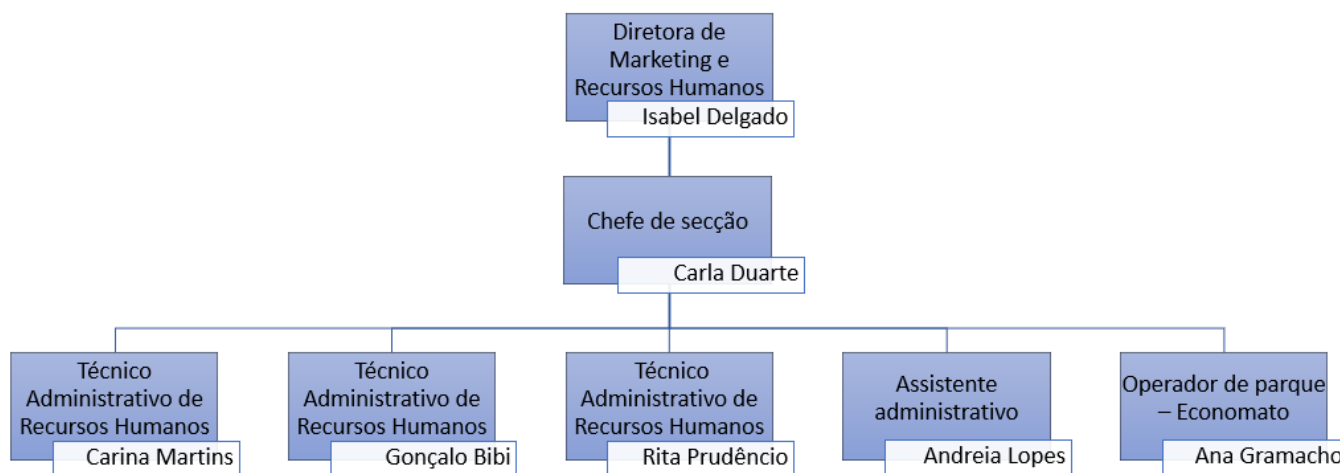 Diretora de
Marketing e
Recursos Humanos
Isabel Delgado
Chefe de secção
Carla Duarte
Técnico
Administrativo de
Recursos Humanos
Carina Martins
Técnico
Administrativo de
Recursos Humanos
Gonçalo Bibi
Técnico
Administrativo de
Recursos Humanos
Rita Prudêncio
Assistente
administrativo
Andreia Lopes
Operador de parque
– Economato
Ana Gramacho